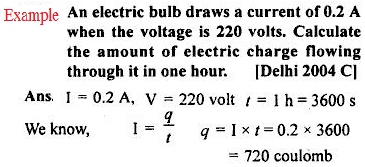 Example An electric bulb draws a current of 0.2 A
when the voltage is 220 volts. Calculate
the amount of electric charge flowing
through it in one hour. [Delhi 2004 C]
Ans. I = 0.2 A, V = 220 volt t = 1 h = 3600 s
We know, I = q/t q = I × t = 0.2 × 3600
= 720 coulomb